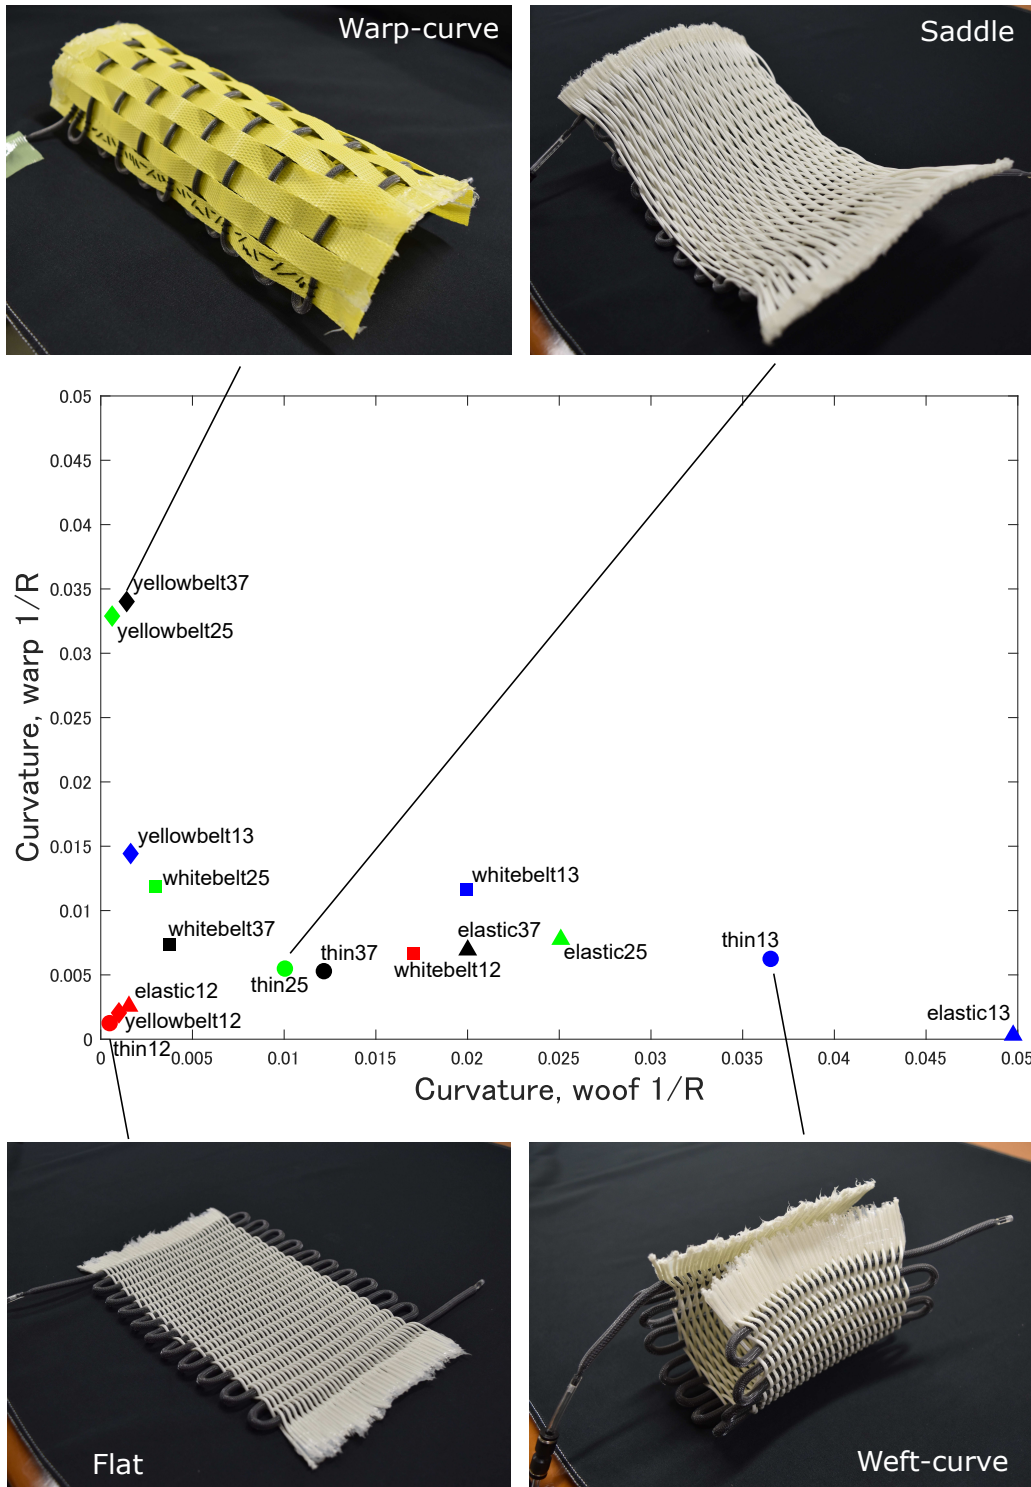 Warp-curve
Saddle
0.05
0.045
0.04
0.035
0.03
0.025
0.02
0.015
0.01
0.005
0
Curvature, warp 1/R
yellowbelt37
yellowbelt25
yellowbelt13
whitebelt25
whitebelt13
whitebelt37
elastic37
thin37
thin13
elastic25
whitebelt12
thin25
elastic12
yellowbelt12
elastic13
thin12
0
0.005
0.01
0.015
0.02
0.025
0.03
0.035
0.04
0.045
0.05
Curvature, woof 1/R
Flat
Weft-curve